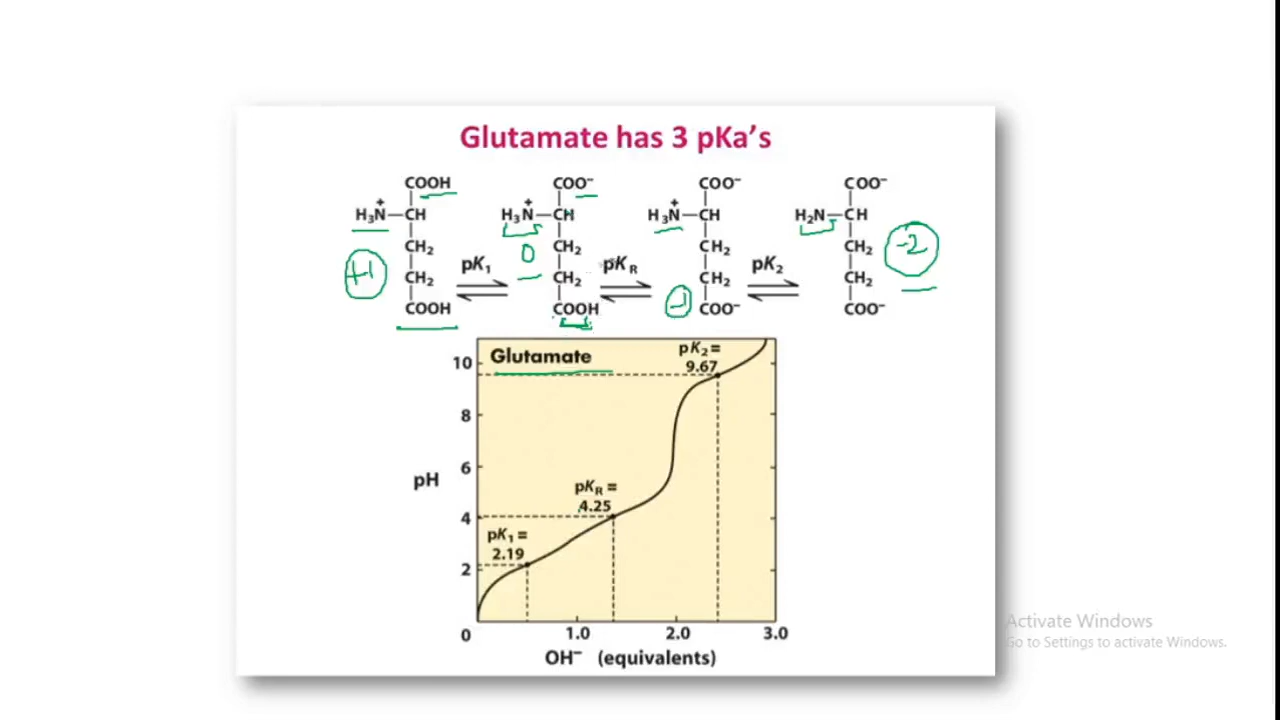 Glutamate has 3 pKa's
COOH COO⁻ COO⁻ COO⁻
H₃N⁺—CH H₃N⁺—CH H₃N⁺—CH H₂N—CH
CH₂ CH₂ CH₂ CH₂
+1 0 -1 -2
pK₁ pKR pK₂
CH₂ CH₂ CH₂ CH₂
COOH COOH COO⁻ COO⁻
Glutamate
pK₂ =
9.67
pKR =
4.25
pK₁ =
2.19
pH
10
8
6
4
2
0 1.0 2.0 3.0
OH⁻ (equivalents)
Activate Windows
Go to Settings to activate Windows.